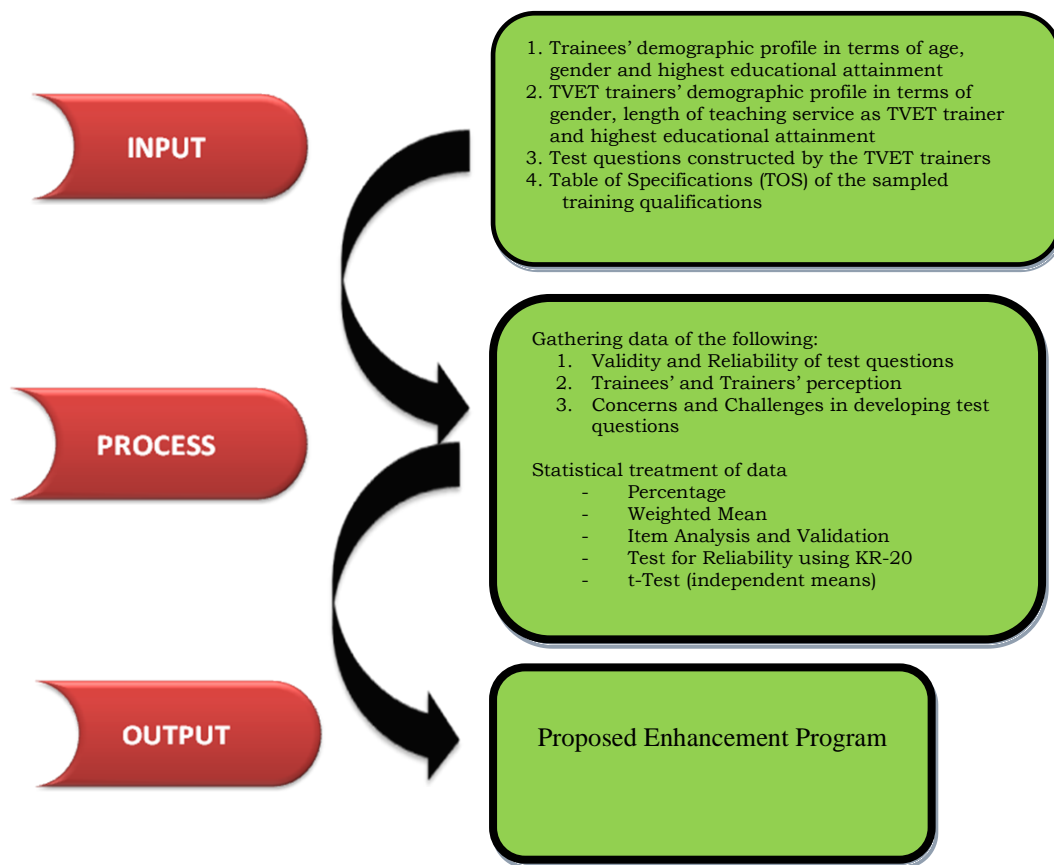 INPUT
1. Trainees’ demographic profile in terms of age,
gender and highest educational attainment
2. TVET trainers’ demographic profile in terms of
gender, length of teaching service as TVET trainer
and highest educational attainment
3. Test questions constructed by the TVET trainers
4. Table of Specifications (TOS) of the sampled
training qualifications
PROCESS
Gathering data of the following:
1. Validity and Reliability of test questions
2. Trainees’ and Trainers’ perception
3. Concerns and Challenges in developing test
questions
Statistical treatment of data
- Percentage
- Weighted Mean
- Item Analysis and Validation
- Test for Reliability using KR-20
- t-Test (independent means)
OUTPUT
Proposed Enhancement Program